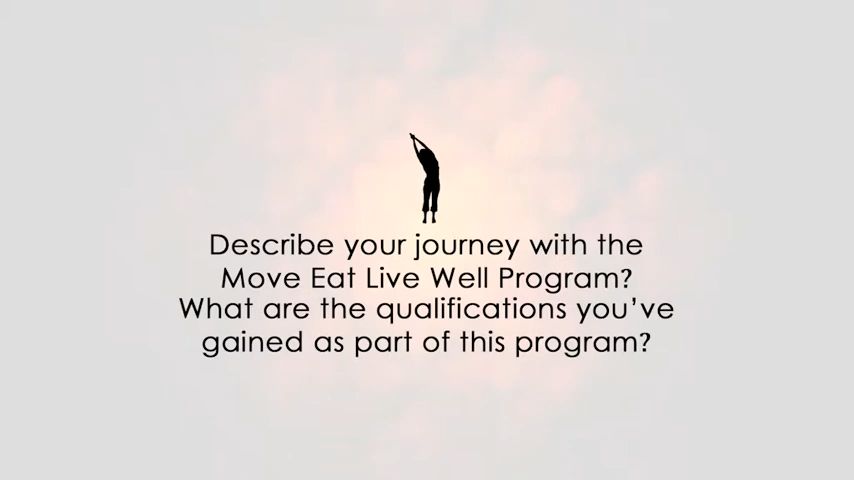 Describe your journey with the
Move Eat Live Well Program?
What are the qualifications you've
gained as part of this program?